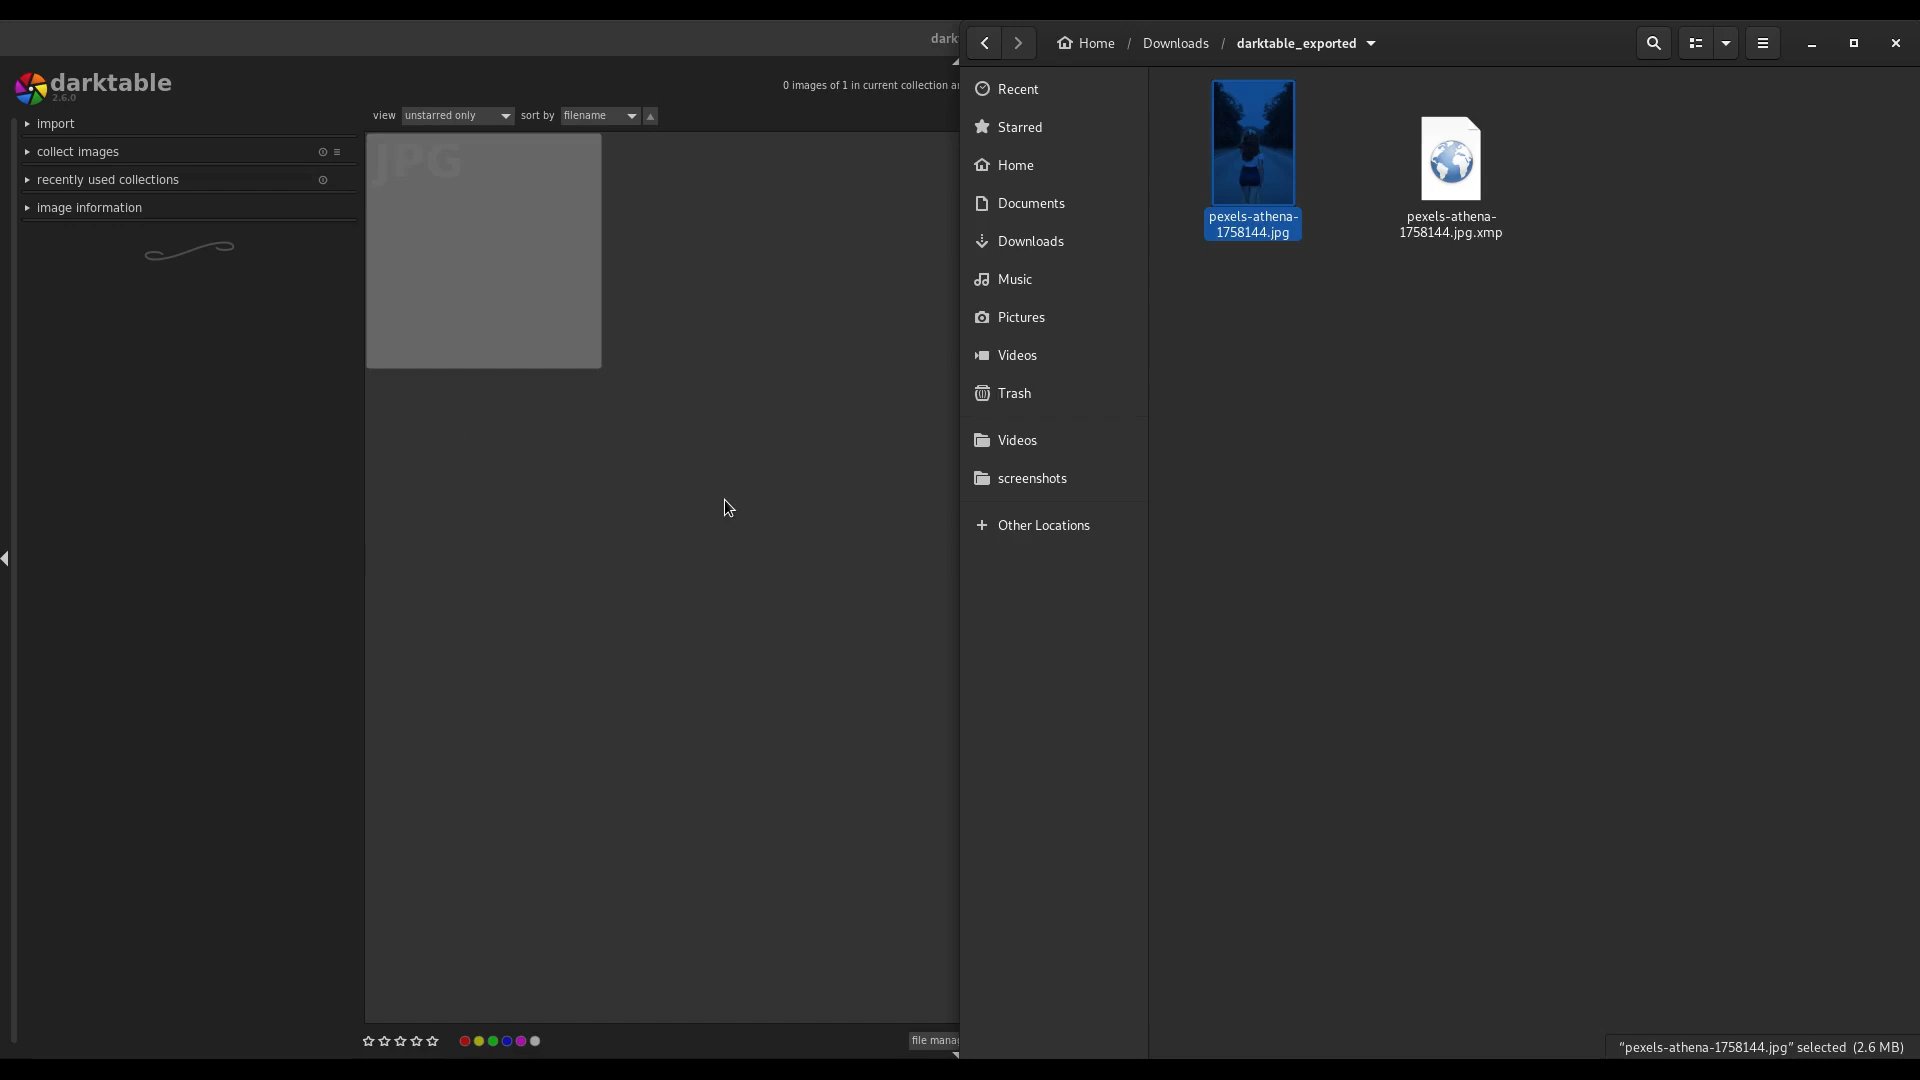 dark
darktable
2.6.0
0 images of 1 in current collection a
view unstarred only sort by filename
import
collect images
recently used collections
image information
JPG
file mana
Home / Downloads / darktable_exported
Recent
Starred
Home
Documents
Downloads
Music
Pictures
Videos
Trash
Videos
screenshots
Other Locations
pexels-athena-
1758144.jpg
pexels-athena-
1758144.jpg.xmp
"pexels-athena-1758144.jpg" selected (2.6 MB)